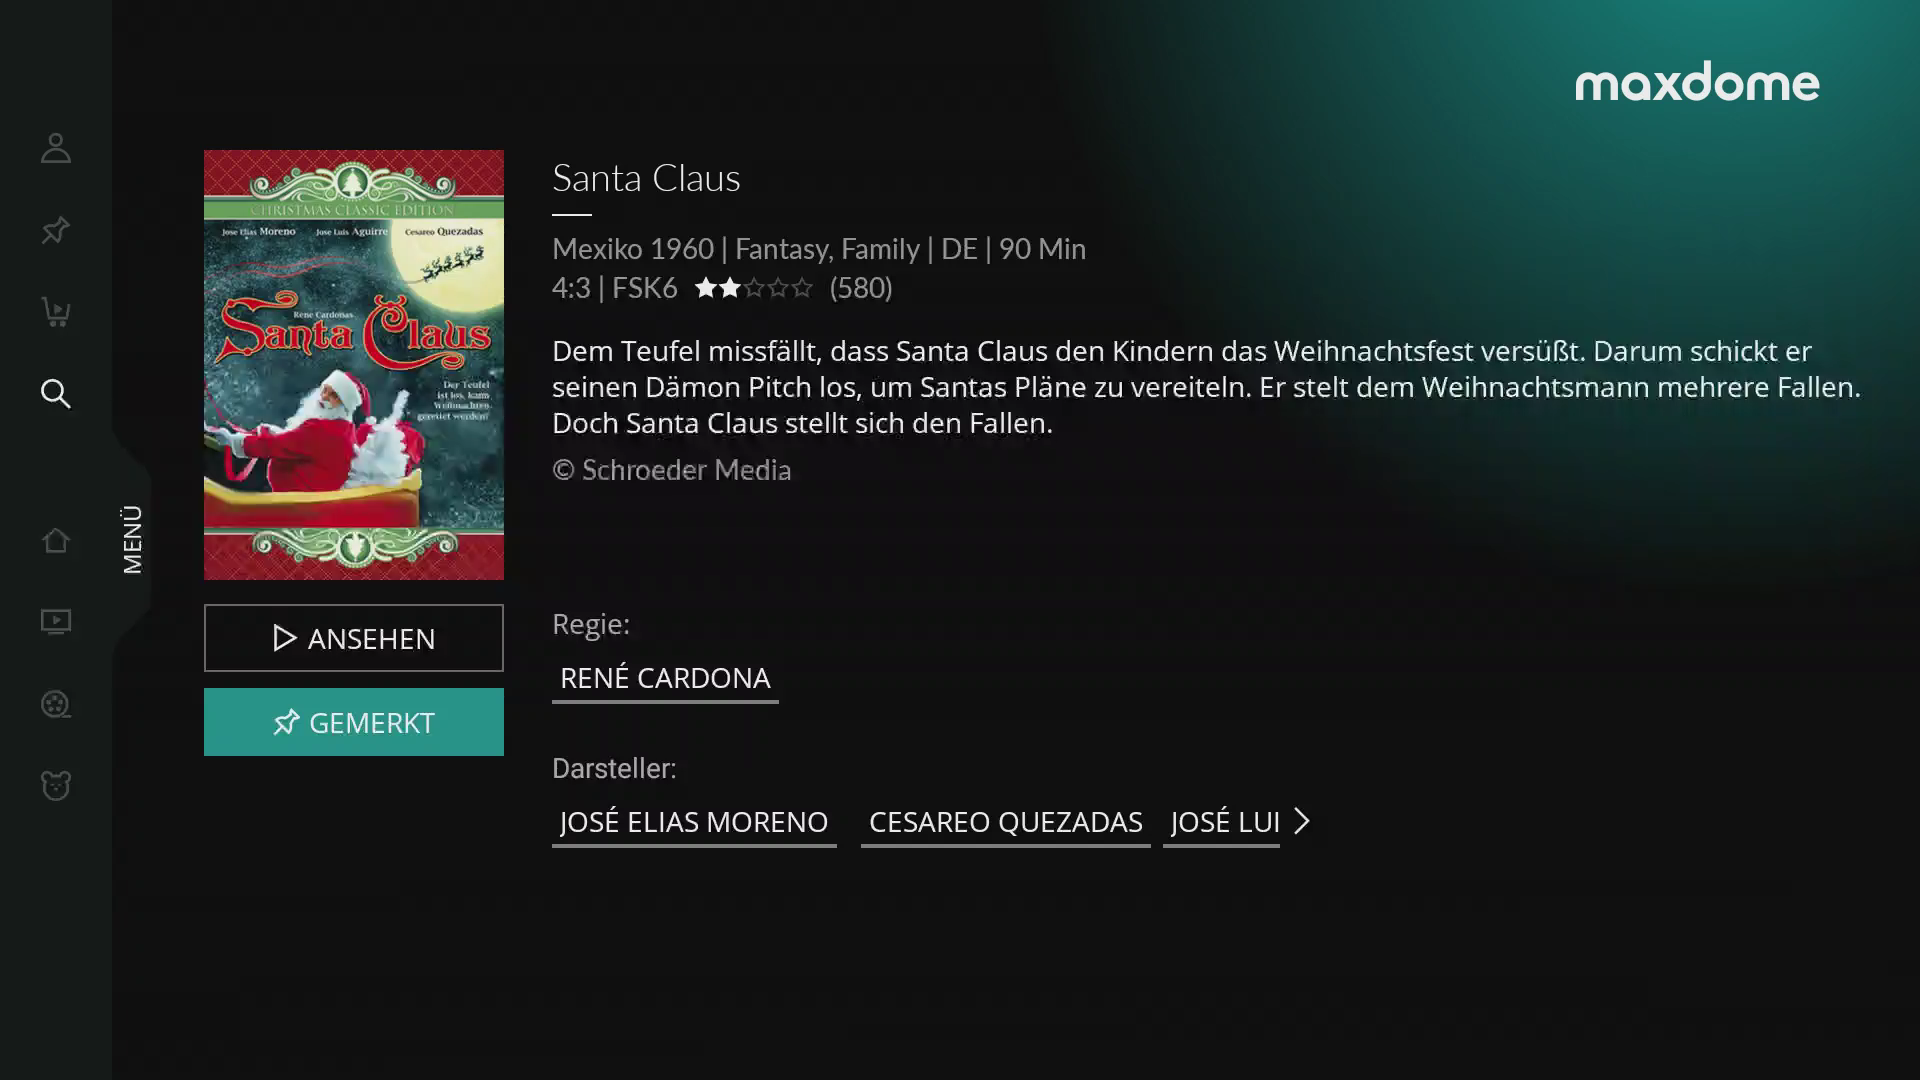 maxdome
CHRISTMAS CLASSIC EDITION
Jose Elias Moreno
Jose Luis Aguirre
Cesareo Quezadas
Rene Cardonas
Santa Claus
Der Teufel
ist los, kann
Weihnachten
gerettet werden?
Santa Claus
Mexiko 1960 | Fantasy, Family | DE | 90 Min
4:3 | FSK6 (580)
Dem Teufel missfällt, dass Santa Claus den Kindern das Weihnachtsfest versüßt. Darum schickt er
seinen Dämon Pitch los, um Santas Pläne zu vereiteln. Er stelt dem Weihnachtsmann mehrere Fallen.
Doch Santa Claus stellt sich den Fallen.
© Schroeder Media
MENÜ
ANSEHEN
GEMERKT
Regie:
RENÉ CARDONA
Darsteller:
JOSÉ ELIAS MORENO CESAREO QUEZADAS JOSÉ LUI